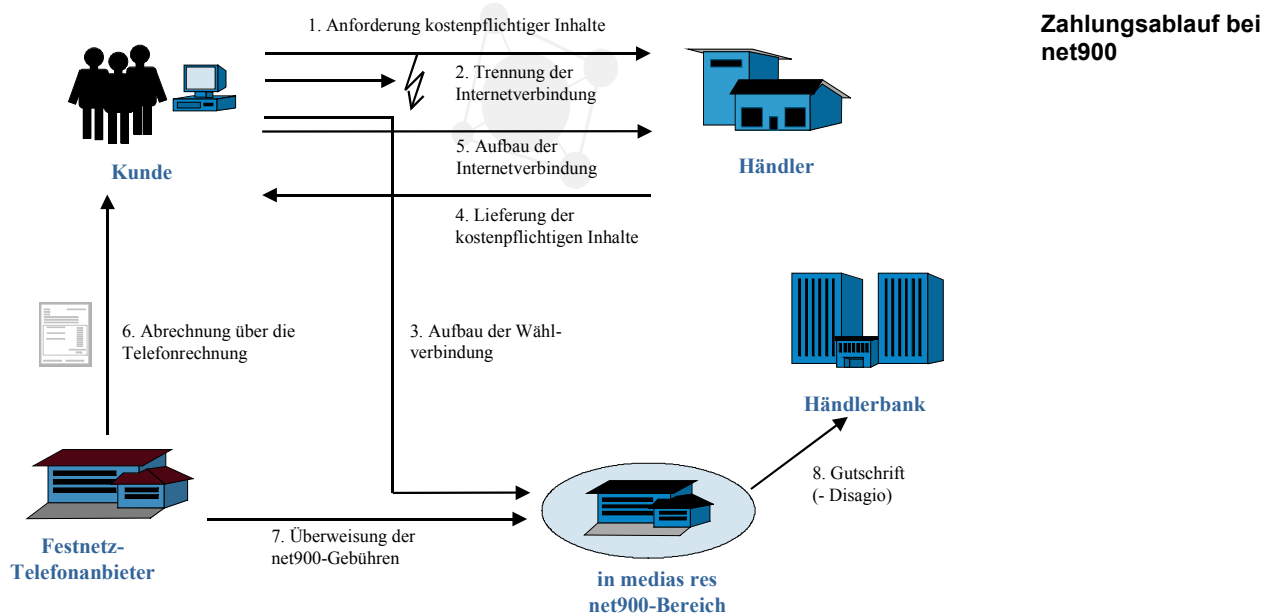 Zahlungsablauf bei
net900
1. Anforderung kostenpflichtiger Inhalte
2. Trennung der
Internetverbindung
5. Aufbau der
Internetverbindung
Kunde
Händler
4. Lieferung der
kostenpflichtigen Inhalte
6. Abrechnung über die
Telefonrechnung
3. Aufbau der Wähl-
verbindung
Händlerbank
8. Gutschrift
(- Disagio)
7. Überweisung der
net900-Gebühren
Festnetz-
Telefonanbieter
in medias res
net900-Bereich